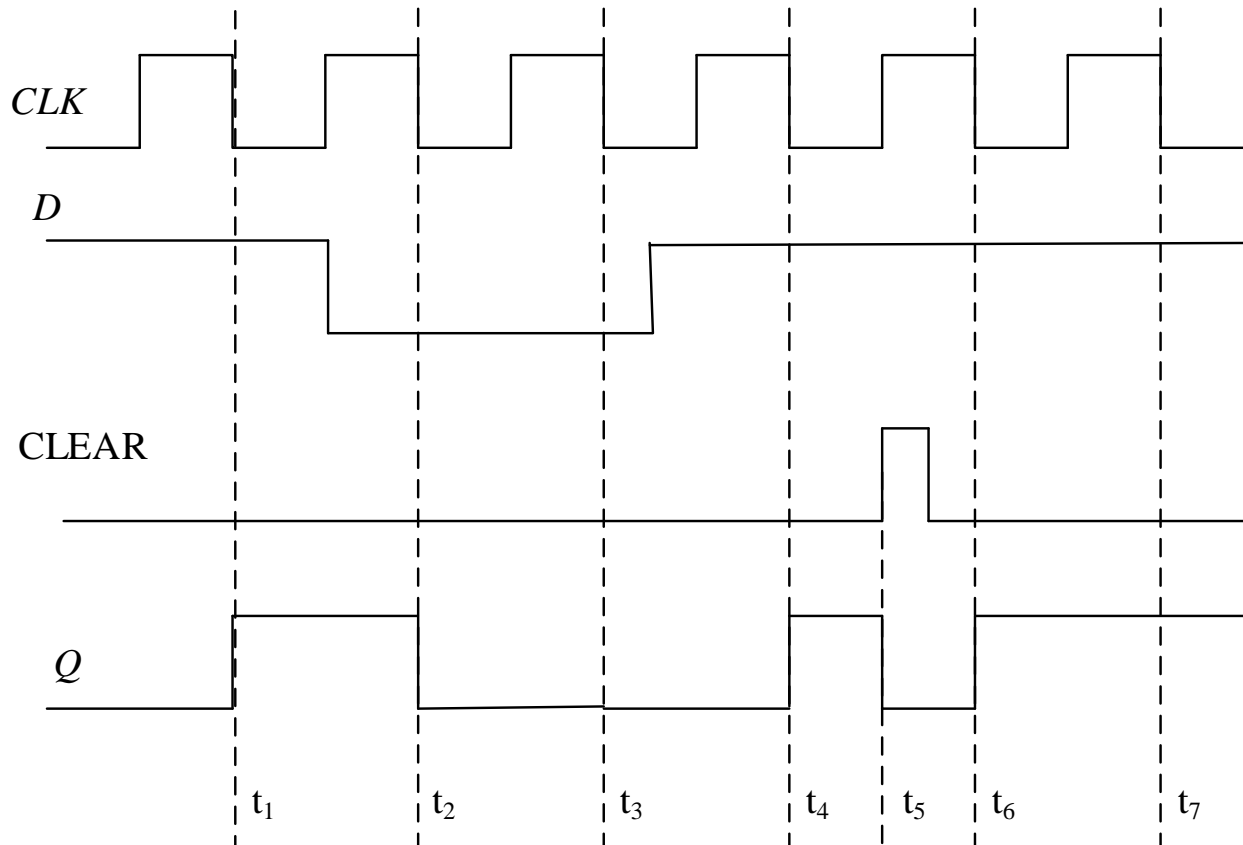 CLK
D
CLEAR
Q
t₁ t₂ t₃ t₄ t₅ t₆ t₇